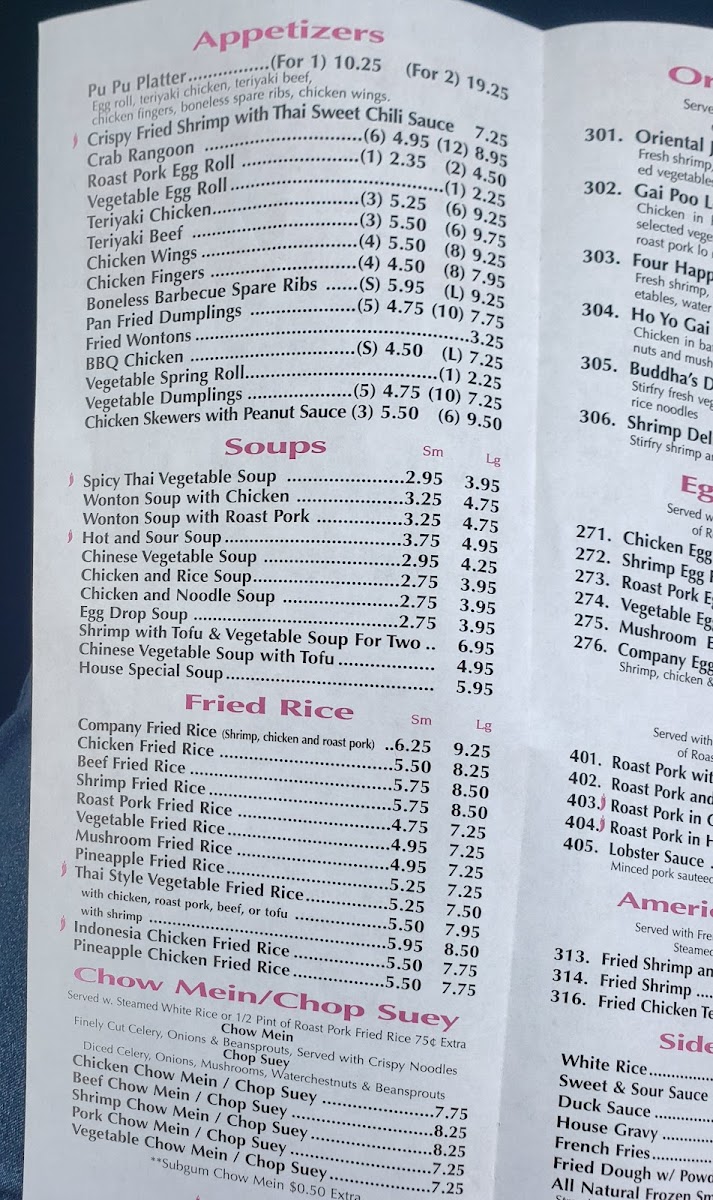 Appetizers
Pu Pu Platter................(For 1) 10.25 (For 2) 19.25
Egg roll, teriyaki chicken, teriyaki beef,
chicken fingers, boneless spare ribs, chicken wings.
Crispy Fried Shrimp with Thai Sweet Chili Sauce 7.25
Crab Rangoon ..............................(6) 4.95 (12) 8.95
Roast Pork Egg Roll ...........................(1) 2.35 (2) 4.50
Vegetable Egg Roll........................................(1) 2.25
Teriyaki Chicken............................(3) 5.25 (6) 9.25
Teriyaki Beef ................................(3) 5.50 (6) 9.75
Chicken Wings ..............................(4) 5.50 (8) 9.25
Chicken Fingers ............................(4) 4.50 (8) 7.95
Boneless Barbecue Spare Ribs ......(S) 5.95 (L) 9.25
Pan Fried Dumplings ....................(5) 4.75 (10) 7.75
Fried Wontons ....................................................3.25
BBQ Chicken ................................(S) 4.50 (L) 7.25
Vegetable Spring Roll.....................................(1) 2.25
Vegetable Dumplings ....................(5) 4.75 (10) 7.25
Chicken Skewers with Peanut Sauce (3) 5.50 (6) 9.50
Soups Sm Lg
Spicy Thai Vegetable Soup ......................2.95 3.95
Wonton Soup with Chicken ....................3.25 4.75
Wonton Soup with Roast Pork ................3.25 4.75
Hot and Sour Soup..................................3.75 4.95
Chinese Vegetable Soup ..........................2.95 4.25
Chicken and Rice Soup............................2.75 3.95
Chicken and Noodle Soup ......................2.75 3.95
Egg Drop Soup ........................................2.75 3.95
Shrimp with Tofu & Vegetable Soup For Two .. 6.95
Chinese Vegetable Soup with Tofu .................. 4.95
House Special Soup........................................ 5.95
Fried Rice Sm Lg
Company Fried Rice (Shrimp, chicken and roast pork) ..6.25 9.25
Chicken Fried Rice ..................................5.50 8.25
Beef Fried Rice ........................................5.75 8.50
Shrimp Fried Rice....................................5.75 8.50
Roast Pork Fried Rice ..............................4.75 7.25
Vegetable Fried Rice................................4.95 7.25
Mushroom Fried Rice ..............................4.95 7.25
Pineapple Fried Rice................................5.25 7.25
Thai Style Vegetable Fried Rice................5.25 7.50
with chicken, roast pork, beef, or tofu ................5.50 7.95
with shrimp ............................................5.95 8.50
Indonesia Chicken Fried Rice ..................5.50 7.75
Pineapple Chicken Fried Rice..................5.50 7.75
Chow Mein/Chop Suey
Served w. Steamed White Rice or 1/2 Pint of Roast Pork Fried Rice 75¢ Extra
Chow Mein
Finely Cut Celery, Onions & Beansprouts, Served with Crispy Noodles
Chop Suey
Diced Celery, Onions, Mushrooms, Waterchestnuts & Beansprouts
Chicken Chow Mein / Chop Suey ......................7.75
Beef Chow Mein / Chop Suey ............................8.25
Shrimp Chow Mein / Chop Suey........................8.25
Pork Chow Mein / Chop Suey ..........................7.25
Vegetable Chow Mein / Chop Suey....................7.25
**Subgum Chow Mein $0.50 Extra
Served
301. Oriental
Fresh shrimp,
ed vegetable
302. Gai Poo L
Chicken in
selected vege
roast pork lo
303. Four Happ
Fresh shrimp,
etables, water
304. Ho Yo Gai
Chicken in ba
nuts and mush
305. Buddha's D
Stirfry fresh veg
rice noodles
306. Shrimp Del
Stirfry shrimp a
Eg
Served w
of R
271. Chicken Egg
272. Shrimp Egg
273. Roast Pork E
274. Vegetable Eg
275. Mushroom E
276. Company Egg
Shrimp, chicken &
Served with
of Roas
401. Roast Pork wit
402. Roast Pork and
403. Roast Pork in
404. Roast Pork in H
405. Lobster Sauce .
Minced pork sauteed
Americ
Served with Fre
Steamed
313. Fried Shrimp an
314. Fried Shrimp ....
316. Fried Chicken Te
Side
White Rice..........
Sweet & Sour Sauce
Duck Sauce ..........
House Gravy ........
French Fries..........
Fried Dough w/ Powd
All Natural Frozen